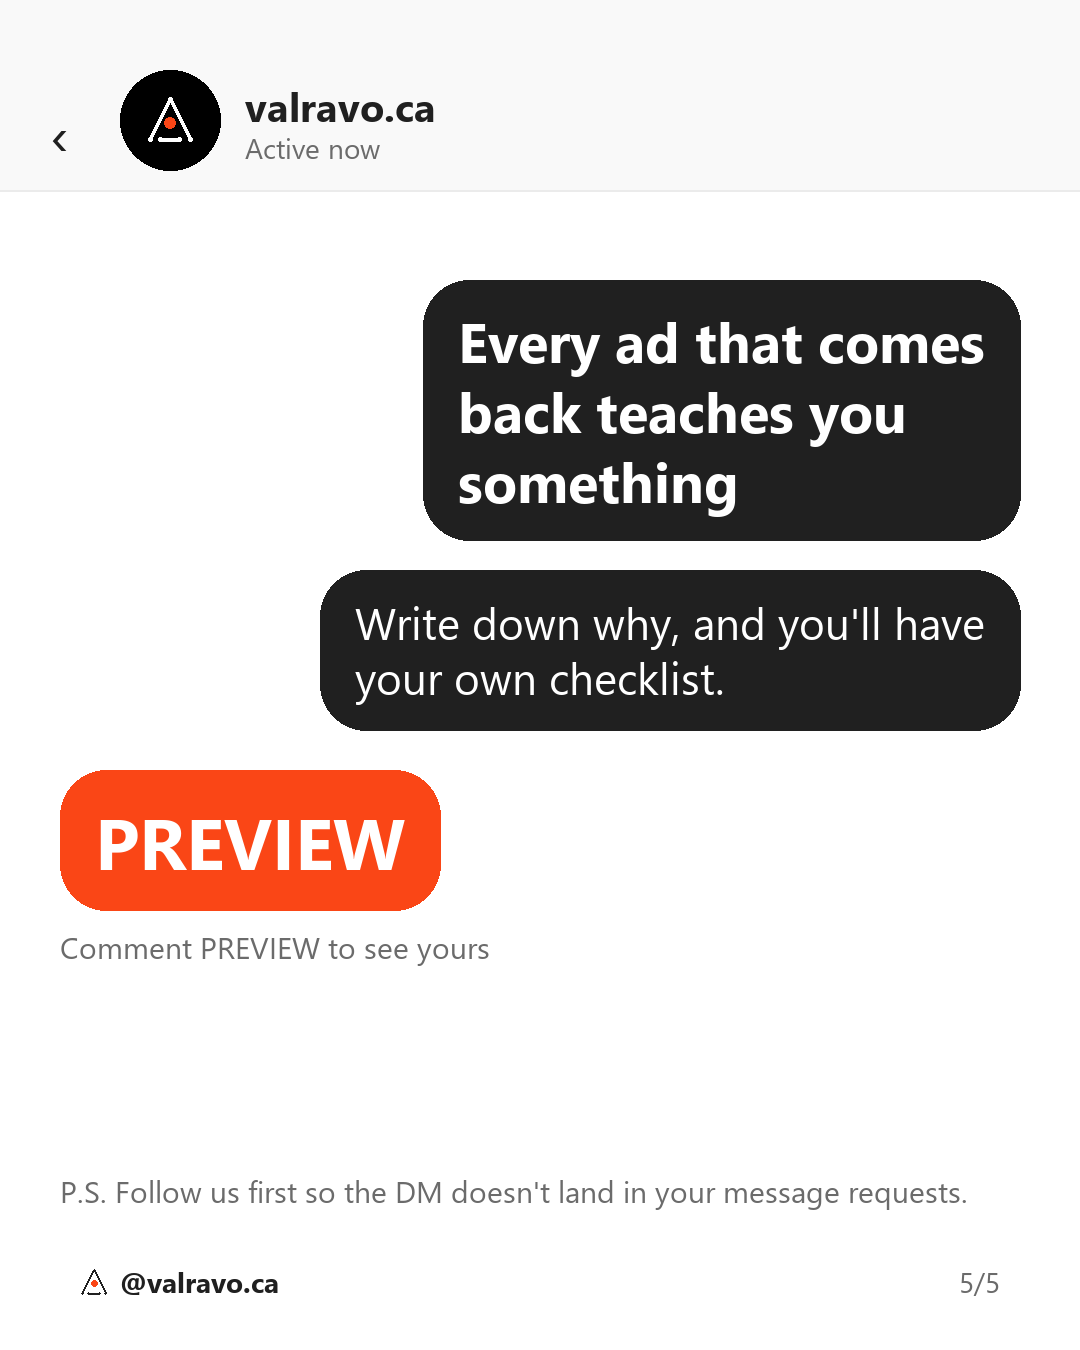 valravo.ca
Active now
Every ad that comes
back teaches you
something
Write down why, and you'll have
your own checklist.
PREVIEW
Comment PREVIEW to see yours
P.S. Follow us first so the DM doesn't land in your message requests.
@valravo.ca
5/5